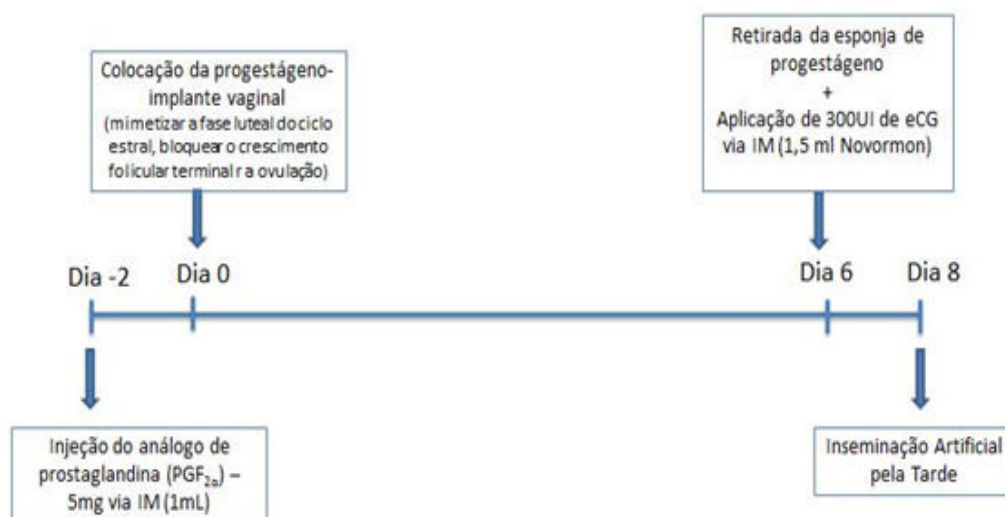 Colocação da progestágeno-
implante vaginal
(mimetizar a fase luteal do ciclo
estral, bloquear o crescimento
folicular terminal r a ovulação)
Retirada da esponja de
progestágeno
+
Aplicação de 300UI de eCG
via IM (1,5 ml Novormon)
Dia -2
Dia 0
Dia 6
Dia 8
Injeção do análogo de
prostaglandina (PGF2α) –
5mg via IM (1mL)
Inseminação Artificial
pela Tarde